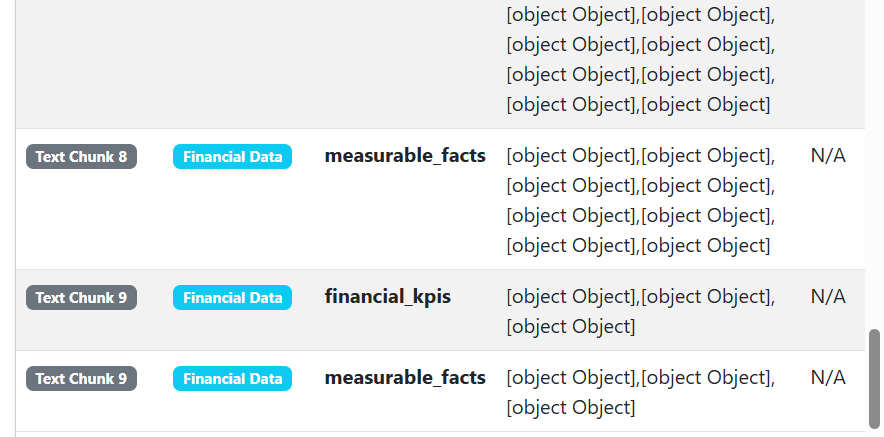 [object Object],[object Object],
[object Object],[object Object],
[object Object],[object Object],
[object Object],[object Object]
Text Chunk 8 Financial Data measurable_facts [object Object],[object Object], N/A
[object Object],[object Object],
[object Object],[object Object],
[object Object],[object Object]
Text Chunk 9 Financial Data financial_kpis [object Object],[object Object], N/A
[object Object]
Text Chunk 9 Financial Data measurable_facts [object Object],[object Object], N/A
[object Object]